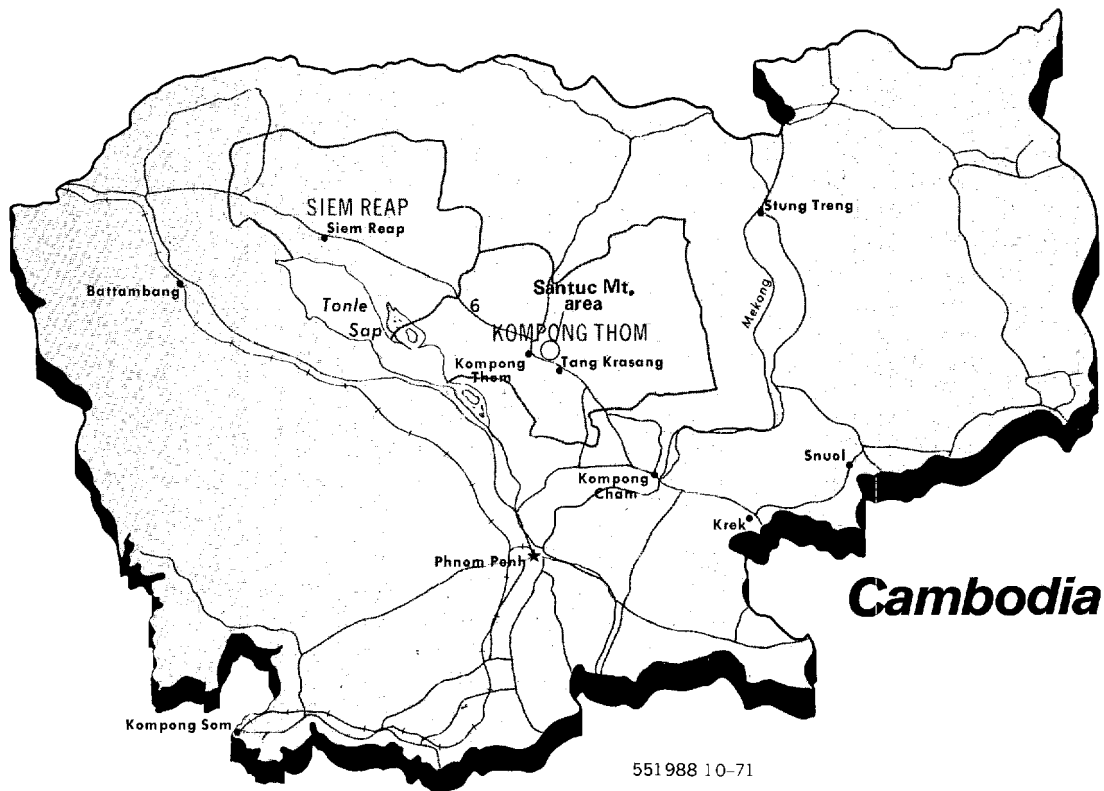 Stung Treng
SIEM REAP
Siem Reap
Battambang
Tonle
Sap
6
Santuc Mt.
area
Mekong
KOMPONG THOM
Kompong
Thom
Tang Krasang
Snuol
Kompong
Cham
Krek
Phnom Penh
Cambodia
Kompong Som
551988 10-71